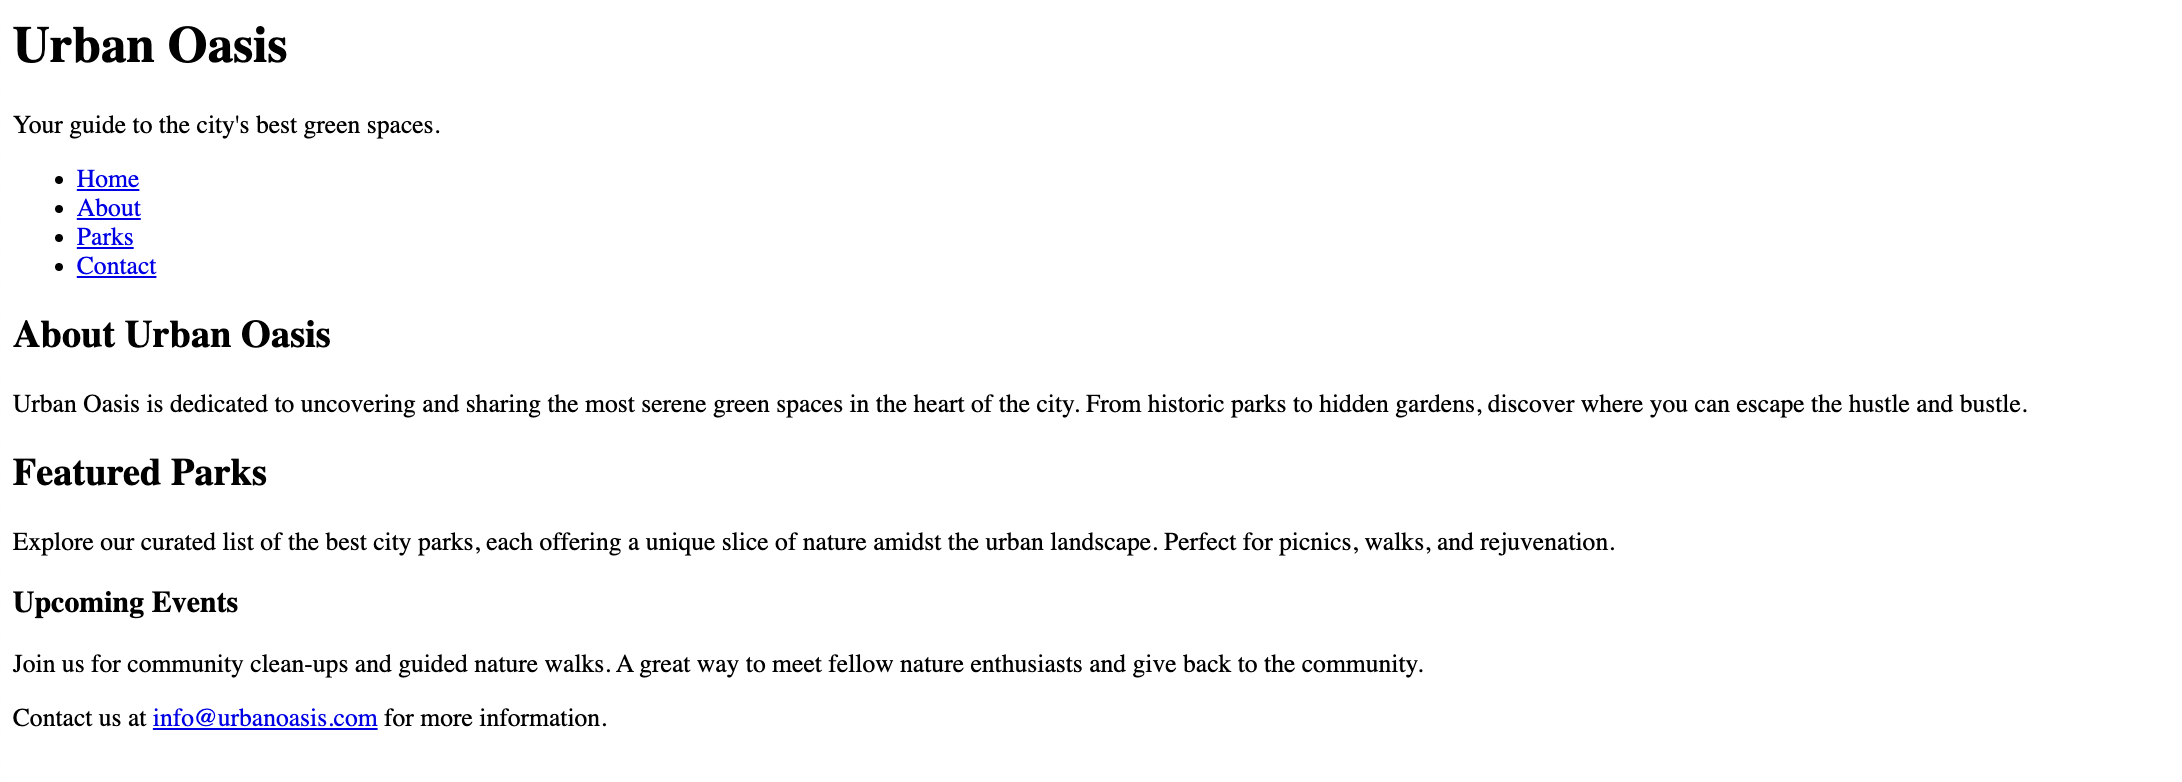 Urban Oasis
Your guide to the city's best green spaces.
Home
About
Parks
Contact
About Urban Oasis
Urban Oasis is dedicated to uncovering and sharing the most serene green spaces in the heart of the city. From historic parks to hidden gardens, discover where you can escape the hustle and bustle.
Featured Parks
Explore our curated list of the best city parks, each offering a unique slice of nature amidst the urban landscape. Perfect for picnics, walks, and rejuvenation.
Upcoming Events
Join us for community clean-ups and guided nature walks. A great way to meet fellow nature enthusiasts and give back to the community.
Contact us at info@urbanoasis.com for more information.